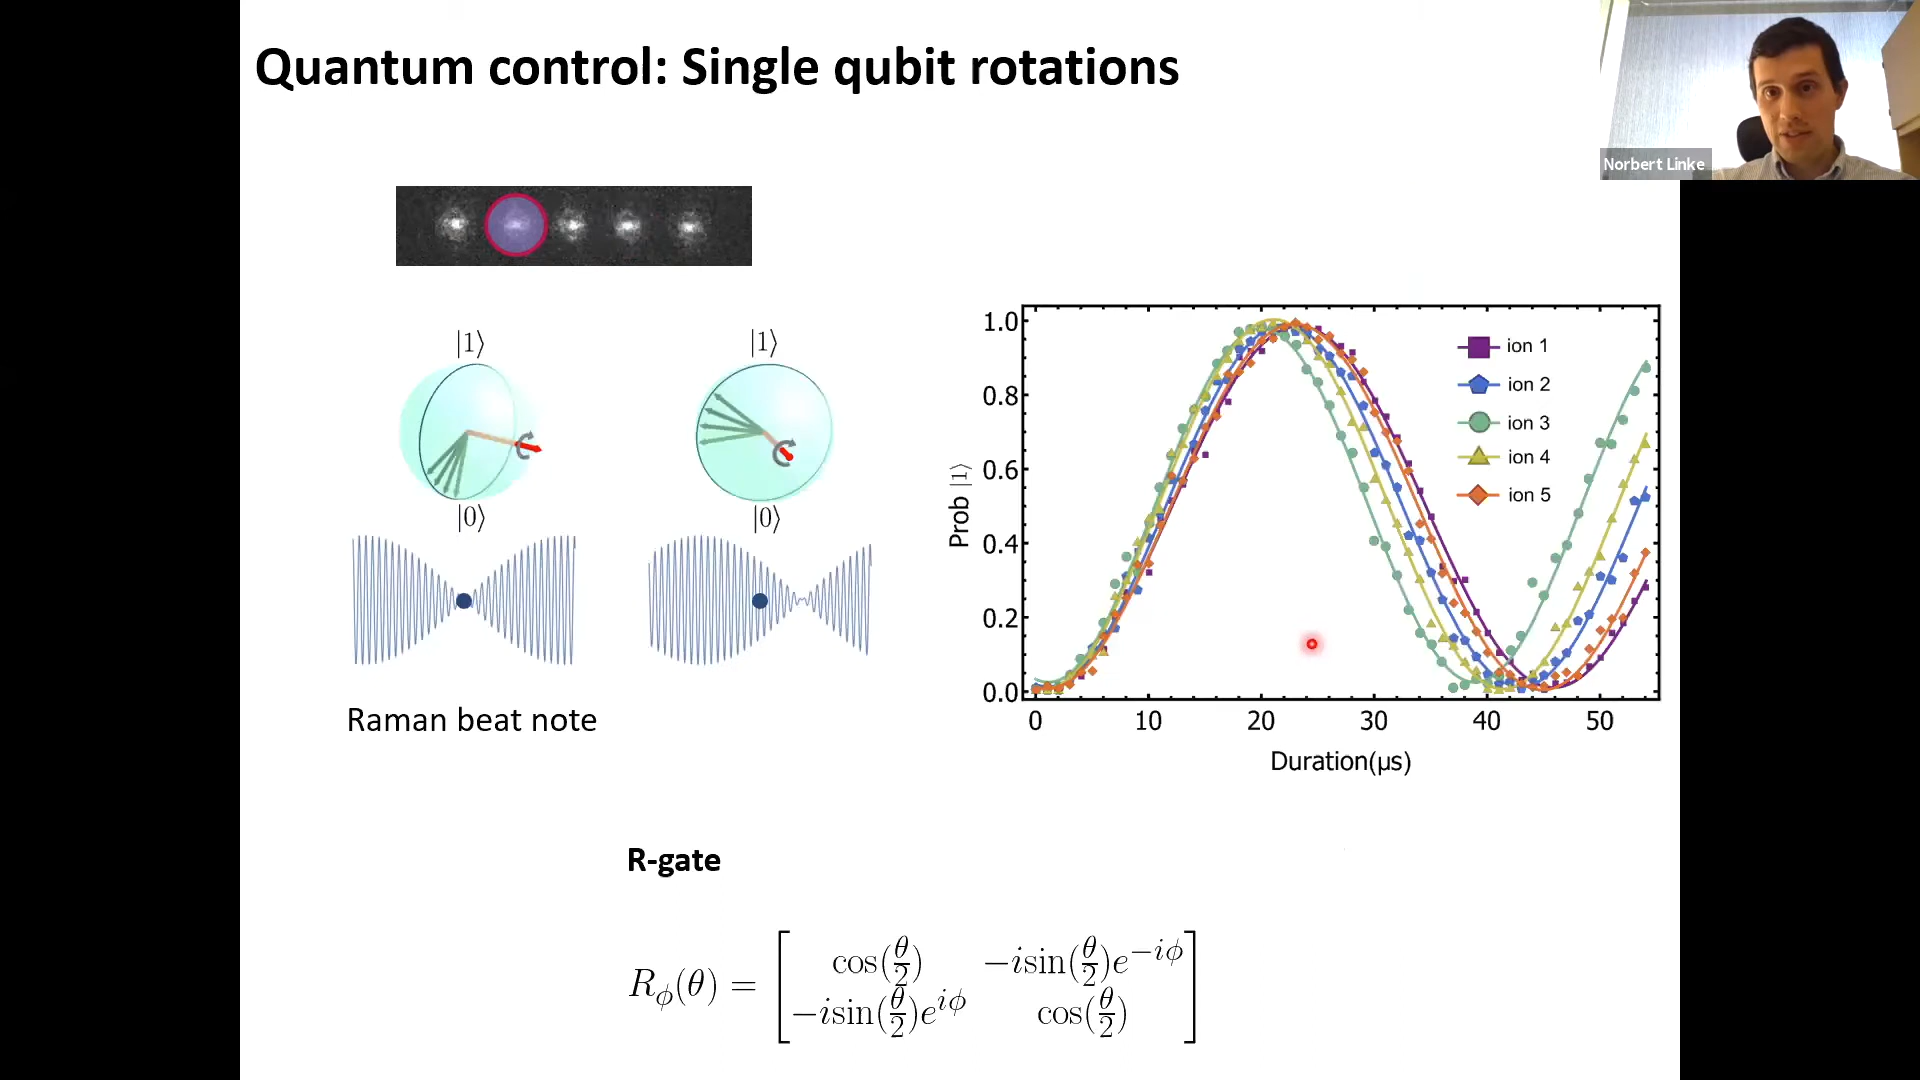 Quantum control: Single qubit rotations
Norbert Linke
|1⟩
|1⟩
|0⟩
|0⟩
Raman beat note
1.0
0.8
0.6
0.4
0.2
0.0
Prob |1⟩
0 10 20 30 40 50
Duration(μs)
ion 1
ion 2
ion 3
ion 4
ion 5
R-gate
R_ϕ(θ) = [ cos(θ/2) −isin(θ/2)e^{−iϕ}
−isin(θ/2)e^{iϕ} cos(θ/2) ]